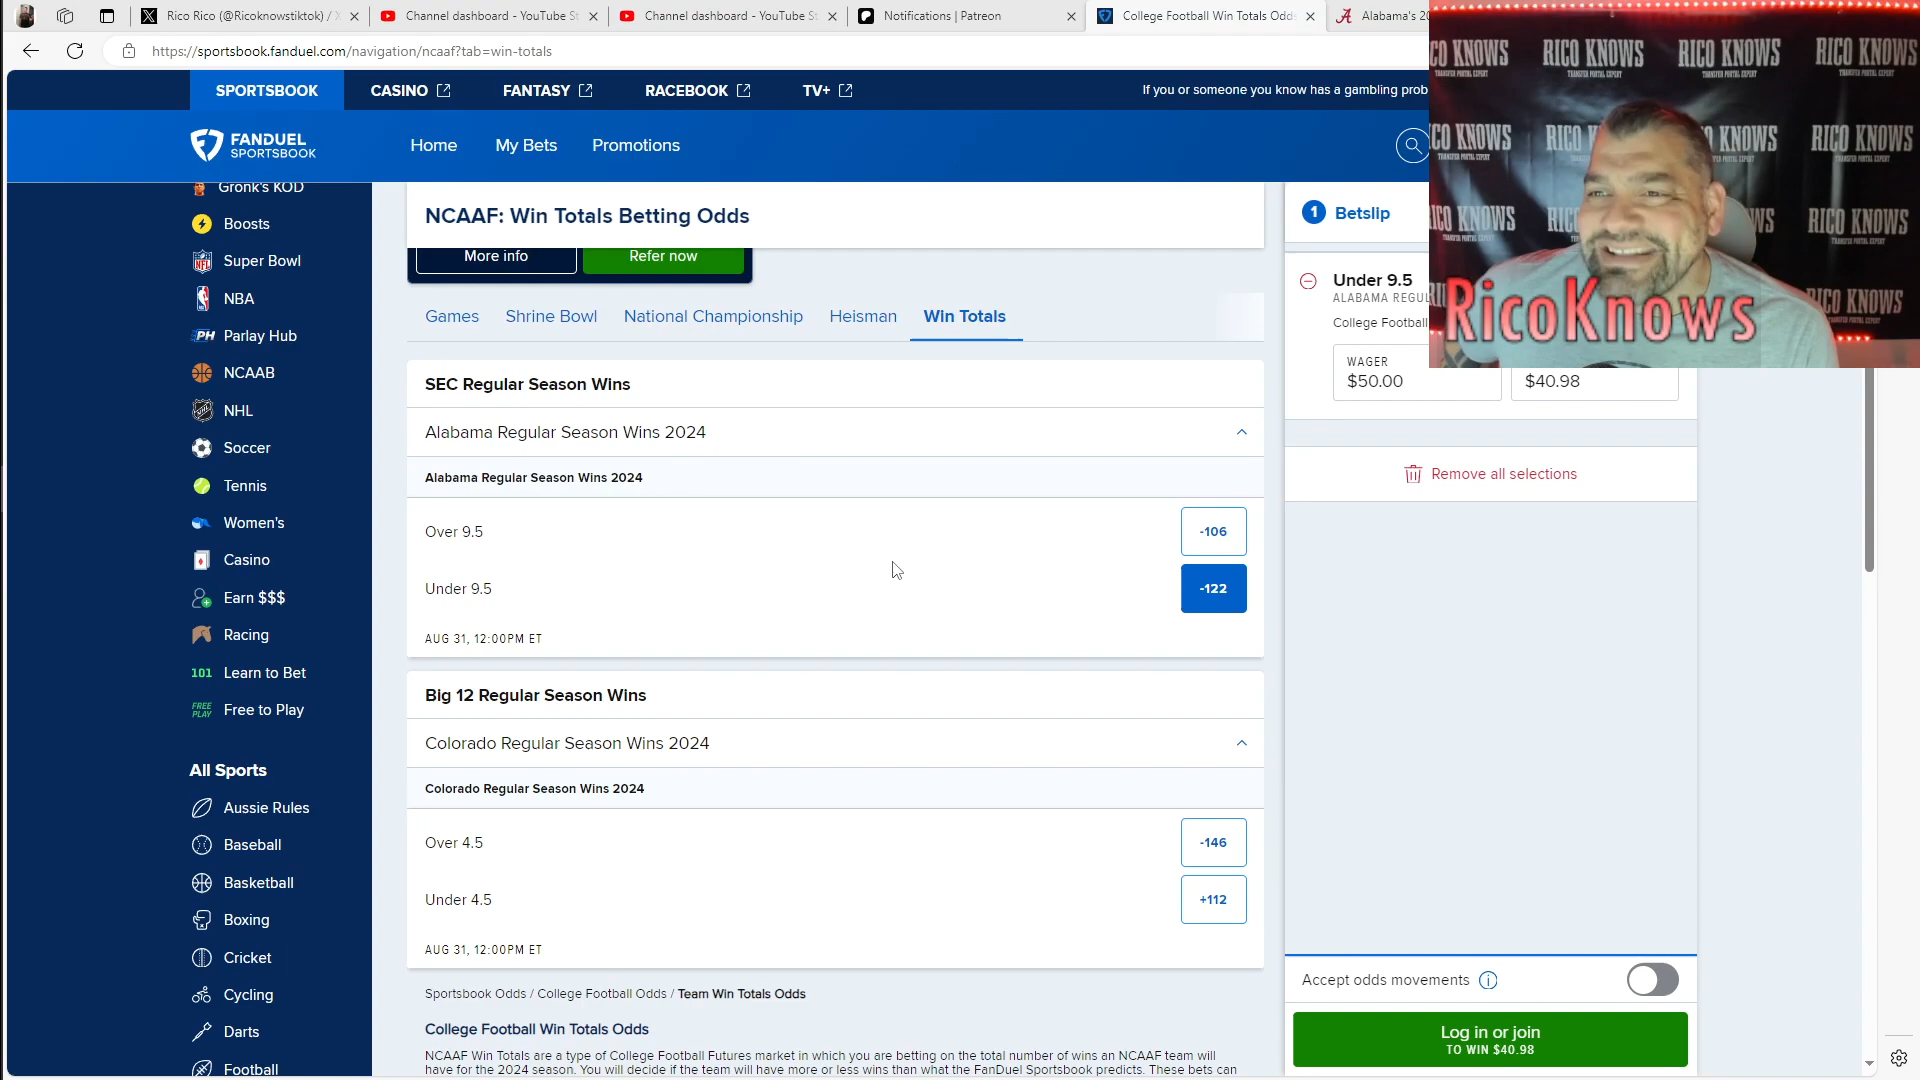 Rico Rico (@Ricoknowstiktok) / X
Channel dashboard - YouTube St
Channel dashboard - YouTube St
Notifications | Patreon
College Football Win Totals Odds
Alabama's 20
https://sportsbook.fanduel.com/navigation/ncaaf?tab=win-totals
SPORTSBOOK
CASINO
FANTASY
RACEBOOK
TV+
If you or someone you know has a gambling prob
FANDUEL
SPORTSBOOK
Home
My Bets
Promotions
Gronk's KOD
Boosts
Super Bowl
NBA
PH Parlay Hub
NCAAB
NHL
Soccer
Tennis
Women's
Casino
Earn $$$
Racing
101 Learn to Bet
FREE PLAY Free to Play
All Sports
Aussie Rules
Baseball
Basketball
Boxing
Cricket
Cycling
Darts
Football
NCAAF: Win Totals Betting Odds
More info
Refer now
Games
Shrine Bowl
National Championship
Heisman
Win Totals
SEC Regular Season Wins
Alabama Regular Season Wins 2024
Alabama Regular Season Wins 2024
Over 9.5
-106
Under 9.5
-122
AUG 31, 12:00PM ET
Big 12 Regular Season Wins
Colorado Regular Season Wins 2024
Colorado Regular Season Wins 2024
Over 4.5
-146
Under 4.5
+112
AUG 31, 12:00PM ET
Sportsbook Odds / College Football Odds / Team Win Totals Odds
College Football Win Totals Odds
NCAAF Win Totals are a type of College Football Futures market in which you are betting on the total number of wins an NCAAF team will
have for the 2024 season. You will decide if the team will have more or less wins than what the FanDuel Sportsbook predicts. These bets can
1 Betslip
Under 9.5
ALABAMA REGUL
College Football
WAGER
$50.00
$40.98
Remove all selections
Accept odds movements
Log in or join
TO WIN $40.98
RICO KNOWS
TRANSFER PORTAL EXPERT
RicoKnows